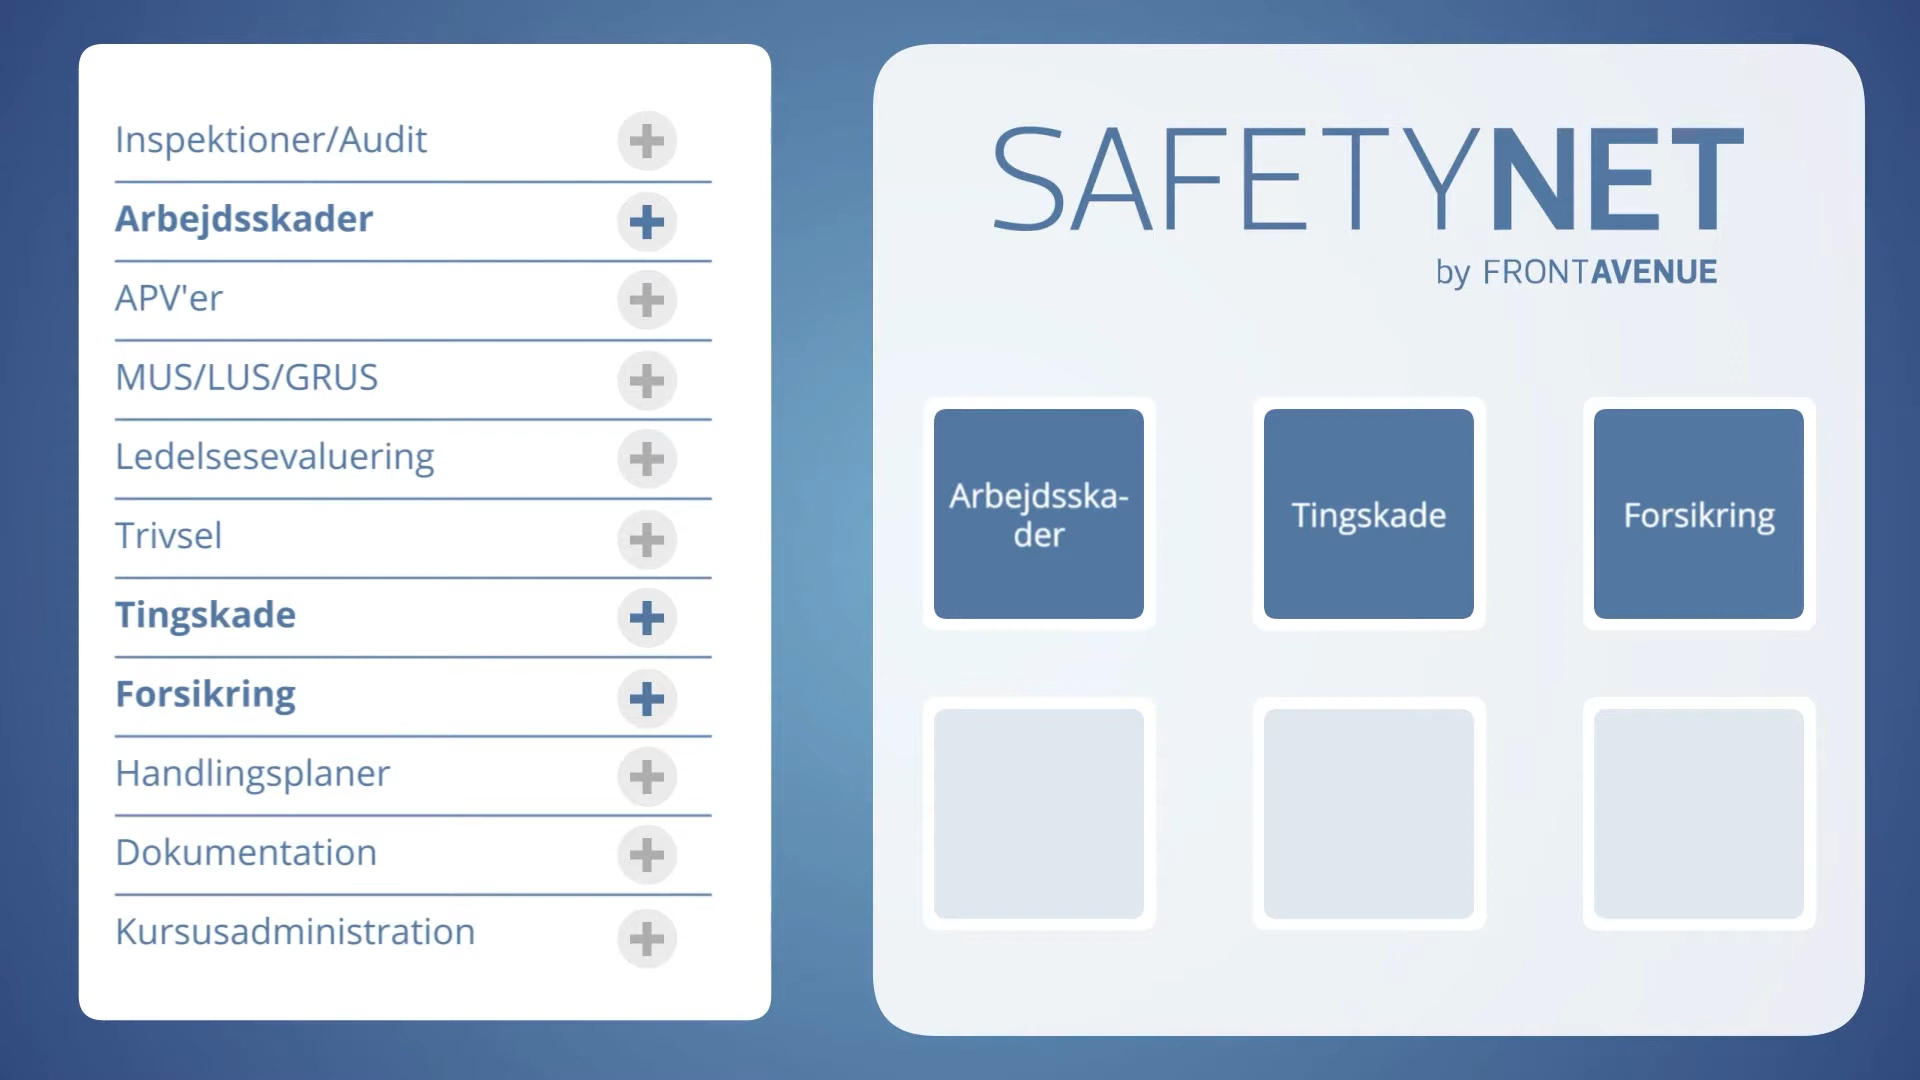 Inspektioner/Audit
Arbejdsskader
APV'er
MUS/LUS/GRUS
Ledelsesevaluering
Trivsel
Tingskade
Forsikring
Handlingsplaner
Dokumentation
Kursusadministration
SAFETYNET
by FRONTAVENUE
Arbejdsska-
der
Tingskade
Forsikring